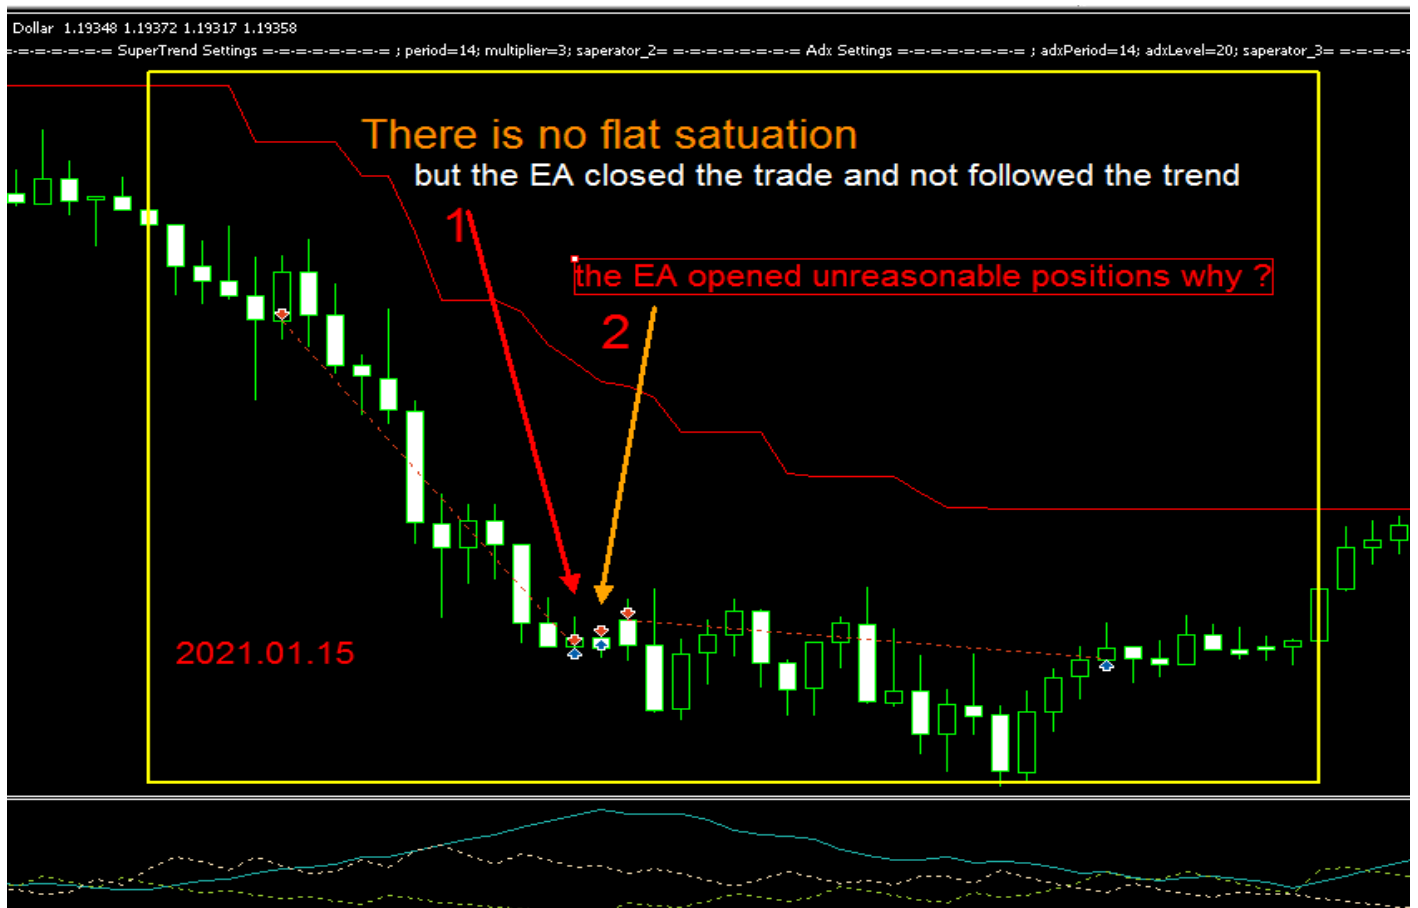 Dollar 1.19348 1.19372 1.19317 1.19358
=-=-=-=-=-=-= SuperTrend Settings =-=-=-=-=-=-=-= ; period=14; multiplier=3; saperator_2= =-=-=-=-=-=-=-= Adx Settings =-=-=-=-=-=-=-= ; adxPeriod=14; adxLevel=20; saperator_3= =-=-=-=
There is no flat satuation
but the EA closed the trade and not followed the trend
1
the EA opened unreasonable positions why ?
2
2021.01.15